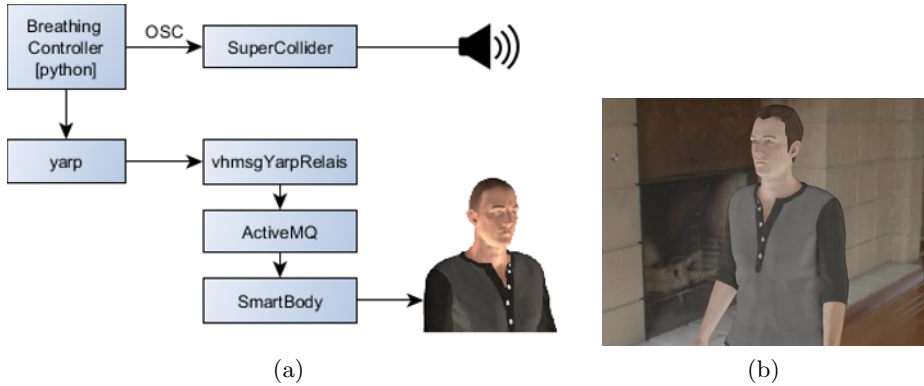 Breathing
Controller
[python]
OSC
SuperCollider
yarp
vhmsgYarpRelais
ActiveMQ
SmartBody
(a)
(b)